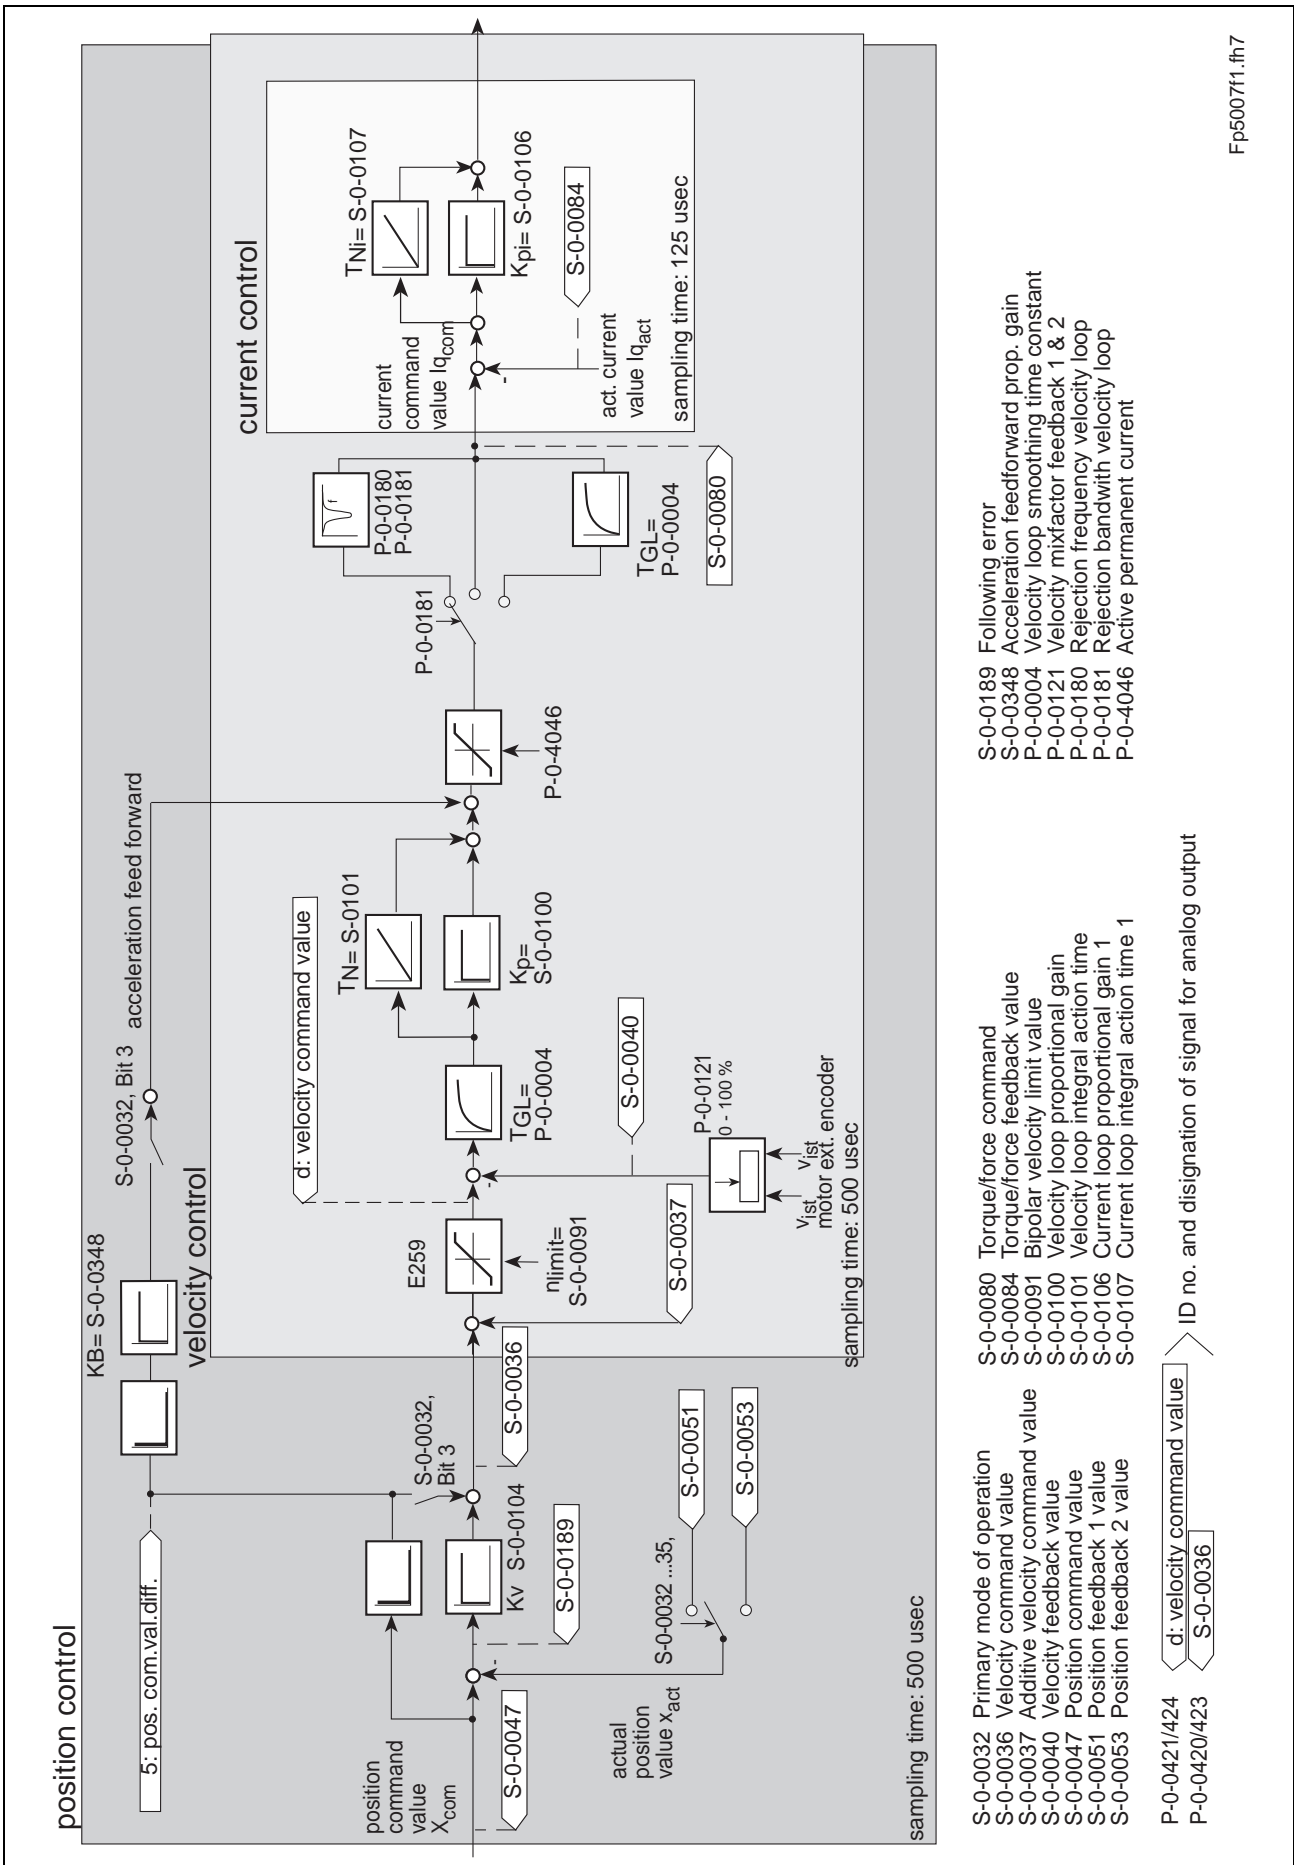 position control
5: pos. com.val.diff.
KB= S-0-0348
S-0-0032, Bit 3
acceleration feed forward
velocity control
current control
position
command
value
Xcom
S-0-0047
Kv S-0-0104
S-0-0189
S-0-0032,
Bit 3
S-0-0036
actual
position
value xact
S-0-0032 ...35,
S-0-0051
S-0-0053
sampling time: 500 usec
E259
nlimit=
S-0-0091
S-0-0037
d: velocity command value
TGL=
P-0-0004
S-0-0040
P-0-0121
0 - 100 %
vist vist
motor ext. encoder
sampling time: 500 usec
TN= S-0-0101
Kp=
S-0-0100
P-0-4046
P-0-0181
f
P-0-0180
P-0-0181
TGL=
P-0-0004
S-0-0080
current
command
value Iqcom
TNi= S-0-0107
Kpi= S-0-0106
S-0-0084
act. current
value Iqact
sampling time: 125 usec
S-0-0032 Primary mode of operation
S-0-0036 Velocity command value
S-0-0037 Additive velocity command value
S-0-0040 Velocity feedback value
S-0-0047 Position command value
S-0-0051 Position feedback 1 value
S-0-0053 Position feedback 2 value
S-0-0080 Torque/force command
S-0-0084 Torque/force feedback value
S-0-0091 Bipolar velocity limit value
S-0-0100 Velocity loop proportional gain
S-0-0101 Velocity loop integral action time
S-0-0106 Current loop proportional gain 1
S-0-0107 Current loop integral action time 1
S-0-0189 Following error
S-0-0348 Acceleration feedforward prop. gain
P-0-0004 Velocity loop smoothing time constant
P-0-0121 Velocity mixfactor feedback 1 & 2
P-0-0180 Rejection frequency velocity loop
P-0-0181 Rejection bandwith velocity loop
P-0-4046 Active permanent current
P-0-0421/424 d: velocity command value
P-0-0420/423 S-0-0036
ID no. and disignation of signal for analog output
Fp5007f1.fh7